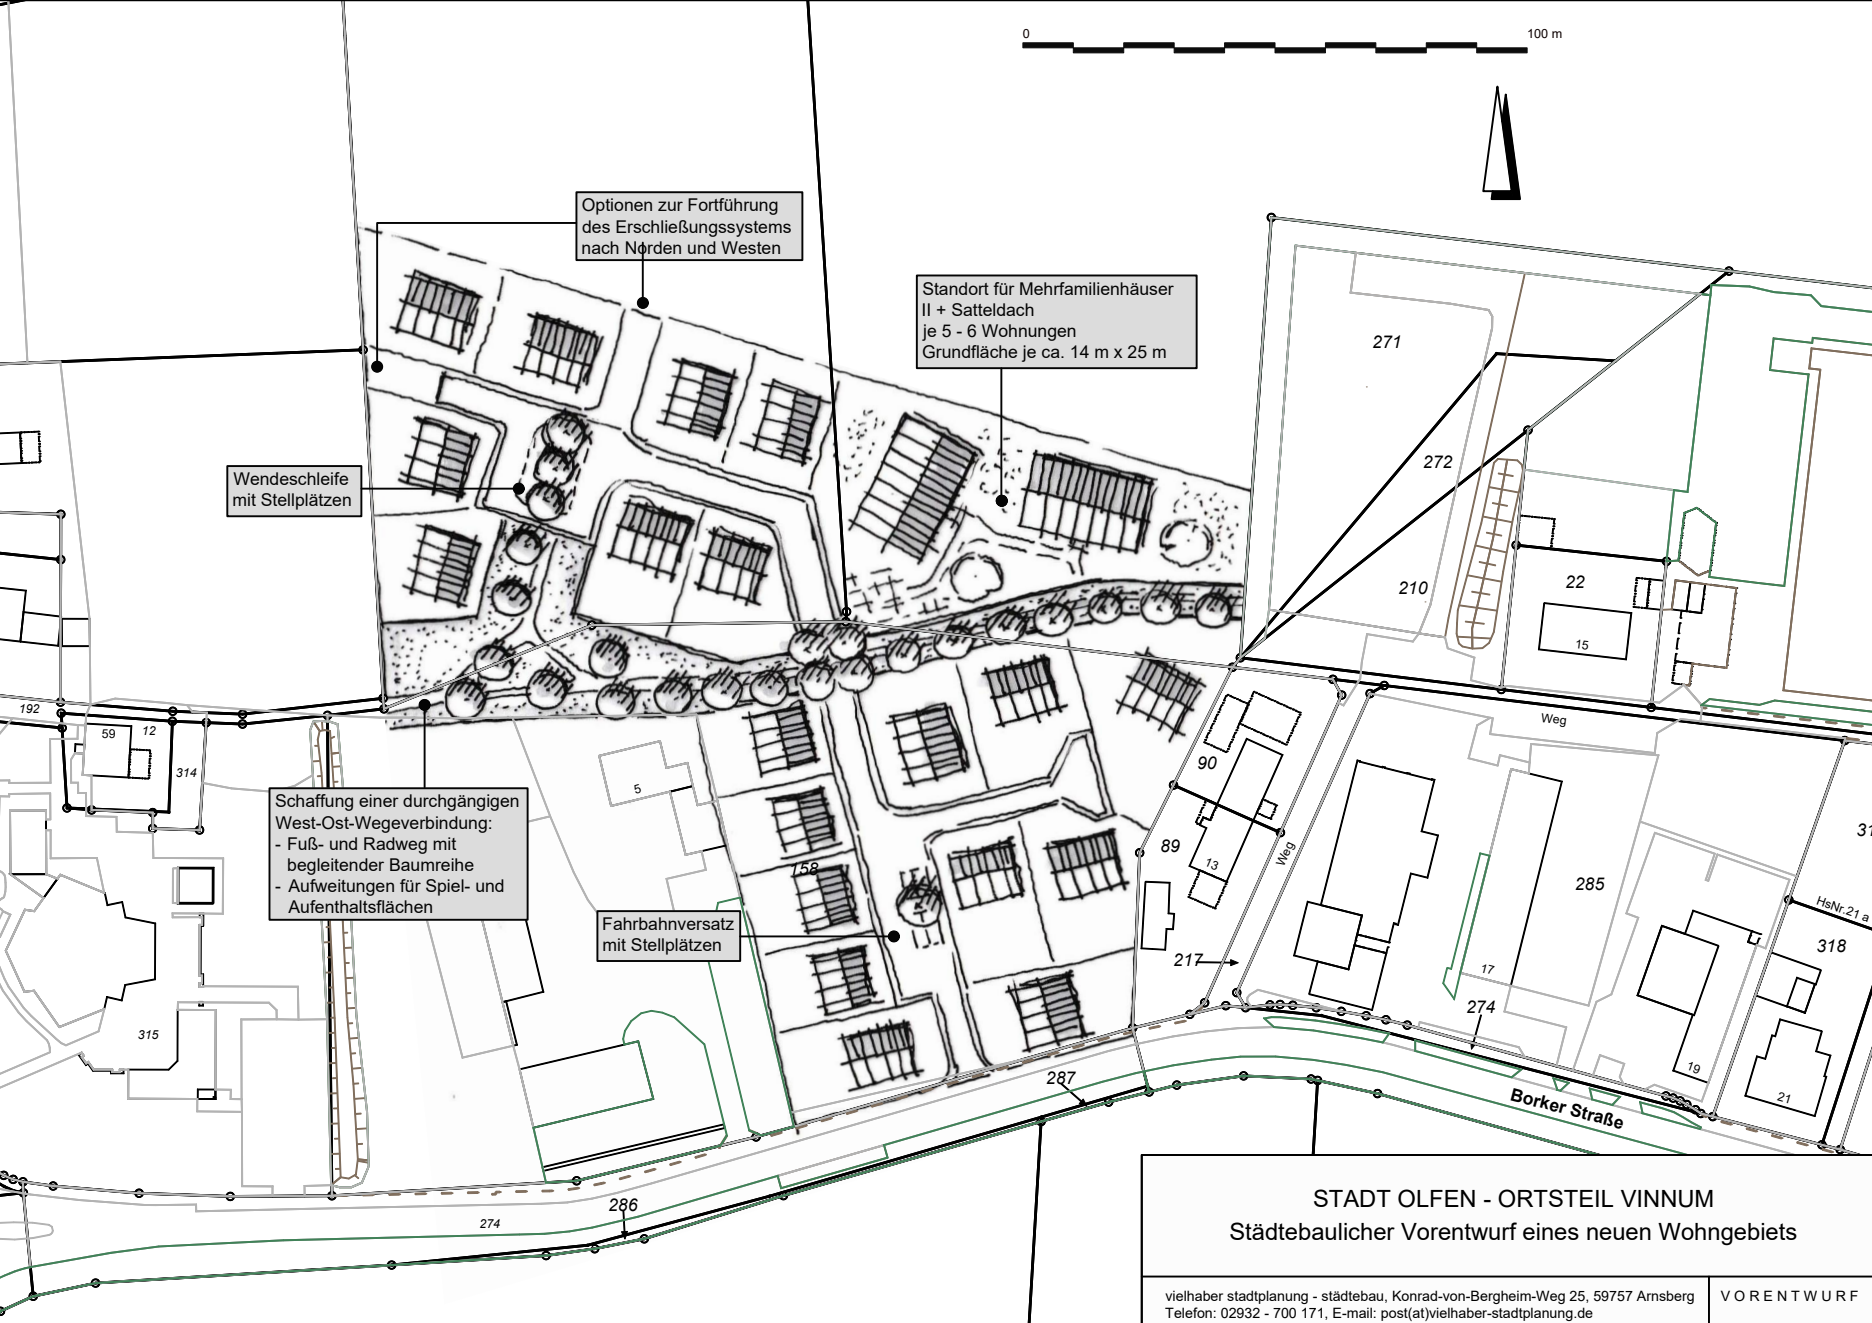 0
100 m
Optionen zur Fortführung
des Erschließungssystems
nach Norden und Westen
Standort für Mehrfamilienhäuser
II + Satteldach
je 5 - 6 Wohnungen
Grundfläche je ca. 14 m x 25 m
271
272
Wendeschleife
mit Stellplätzen
210
22
15
192
59
12
314
Weg
90
5
Schaffung einer durchgängigen
West-Ost-Wegeverbindung:
- Fuß- und Radweg mit
begleitender Baumreihe
- Aufweitungen für Spiel- und
Aufenthaltsflächen
158
89
13
Weg
285
31
HsNr.21 a
318
Fahrbahnversatz
mit Stellplätzen
217
17
274
315
19
21
287
Borker Straße
286
274
STADT OLFEN - ORTSTEIL VINNUM
Städtebaulicher Vorentwurf eines neuen Wohngebiets
vielhaber stadtplanung - städtebau, Konrad-von-Bergheim-Weg 25, 59757 Arnsberg
Telefon: 02932 - 700 171, E-mail: post(at)vielhaber-stadtplanung.de
VORENTWURF